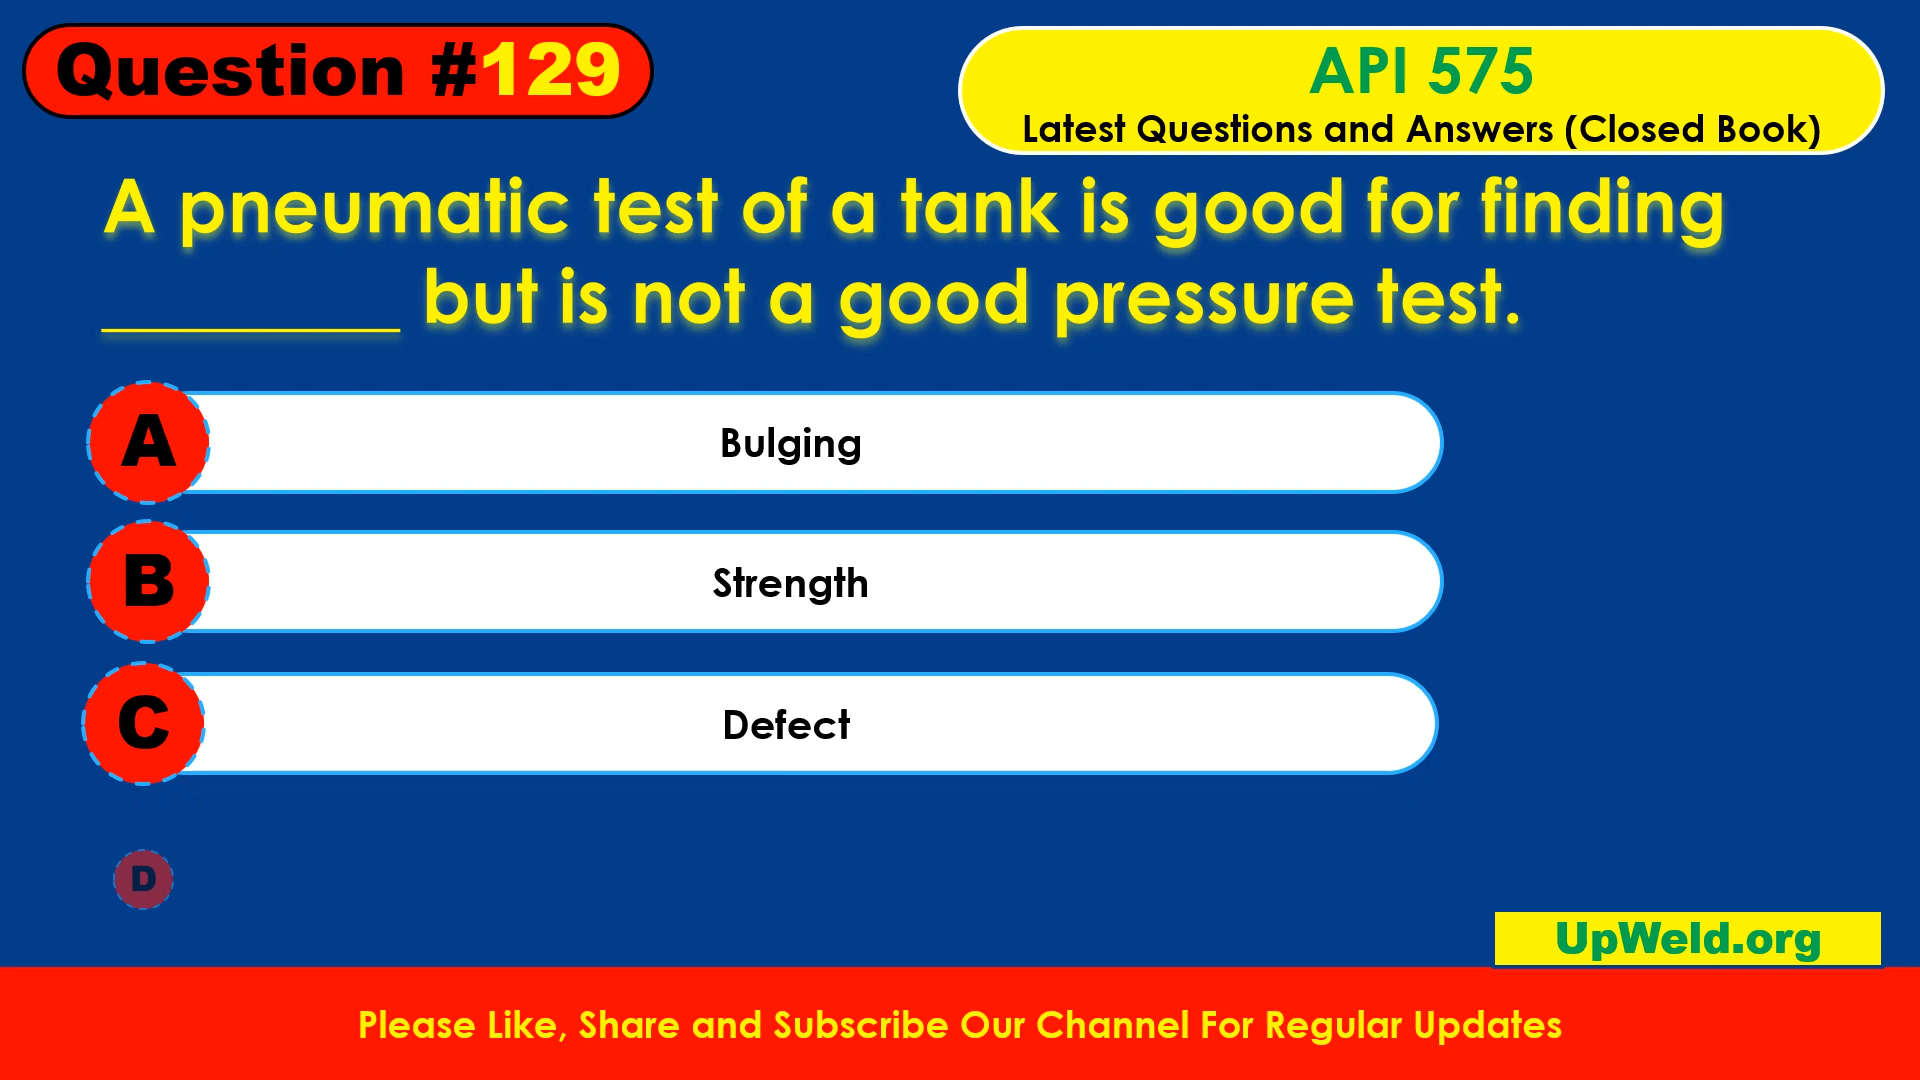 Question #129
API 575
Latest Questions and Answers (Closed Book)
A pneumatic test of a tank is good for finding
________ but is not a good pressure test.
A
Bulging
B
Strength
C
Defect
D
UpWeld.org
Please Like, Share and Subscribe Our Channel For Regular Updates